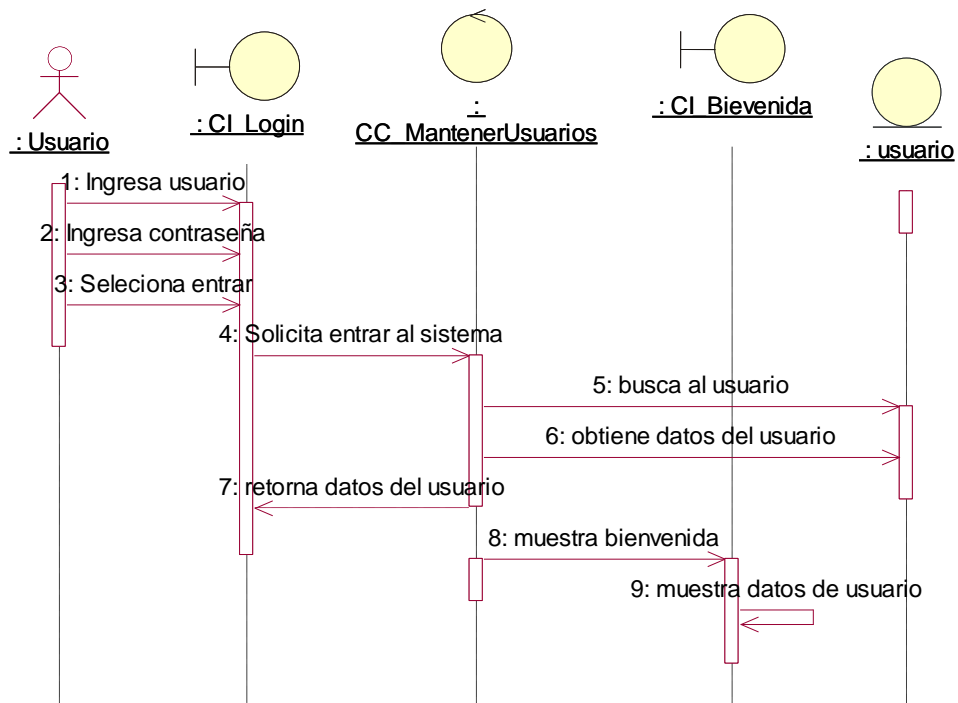 : Usuario
: CI_Login
:
CC_MantenerUsuarios
: CI_Bievenida
: usuario
1: Ingresa usuario
2: Ingresa contraseña
3: Seleciona entrar
4: Solicita entrar al sistema
5: busca al usuario
6: obtiene datos del usuario
7: retorna datos del usuario
8: muestra bienvenida
9: muestra datos de usuario